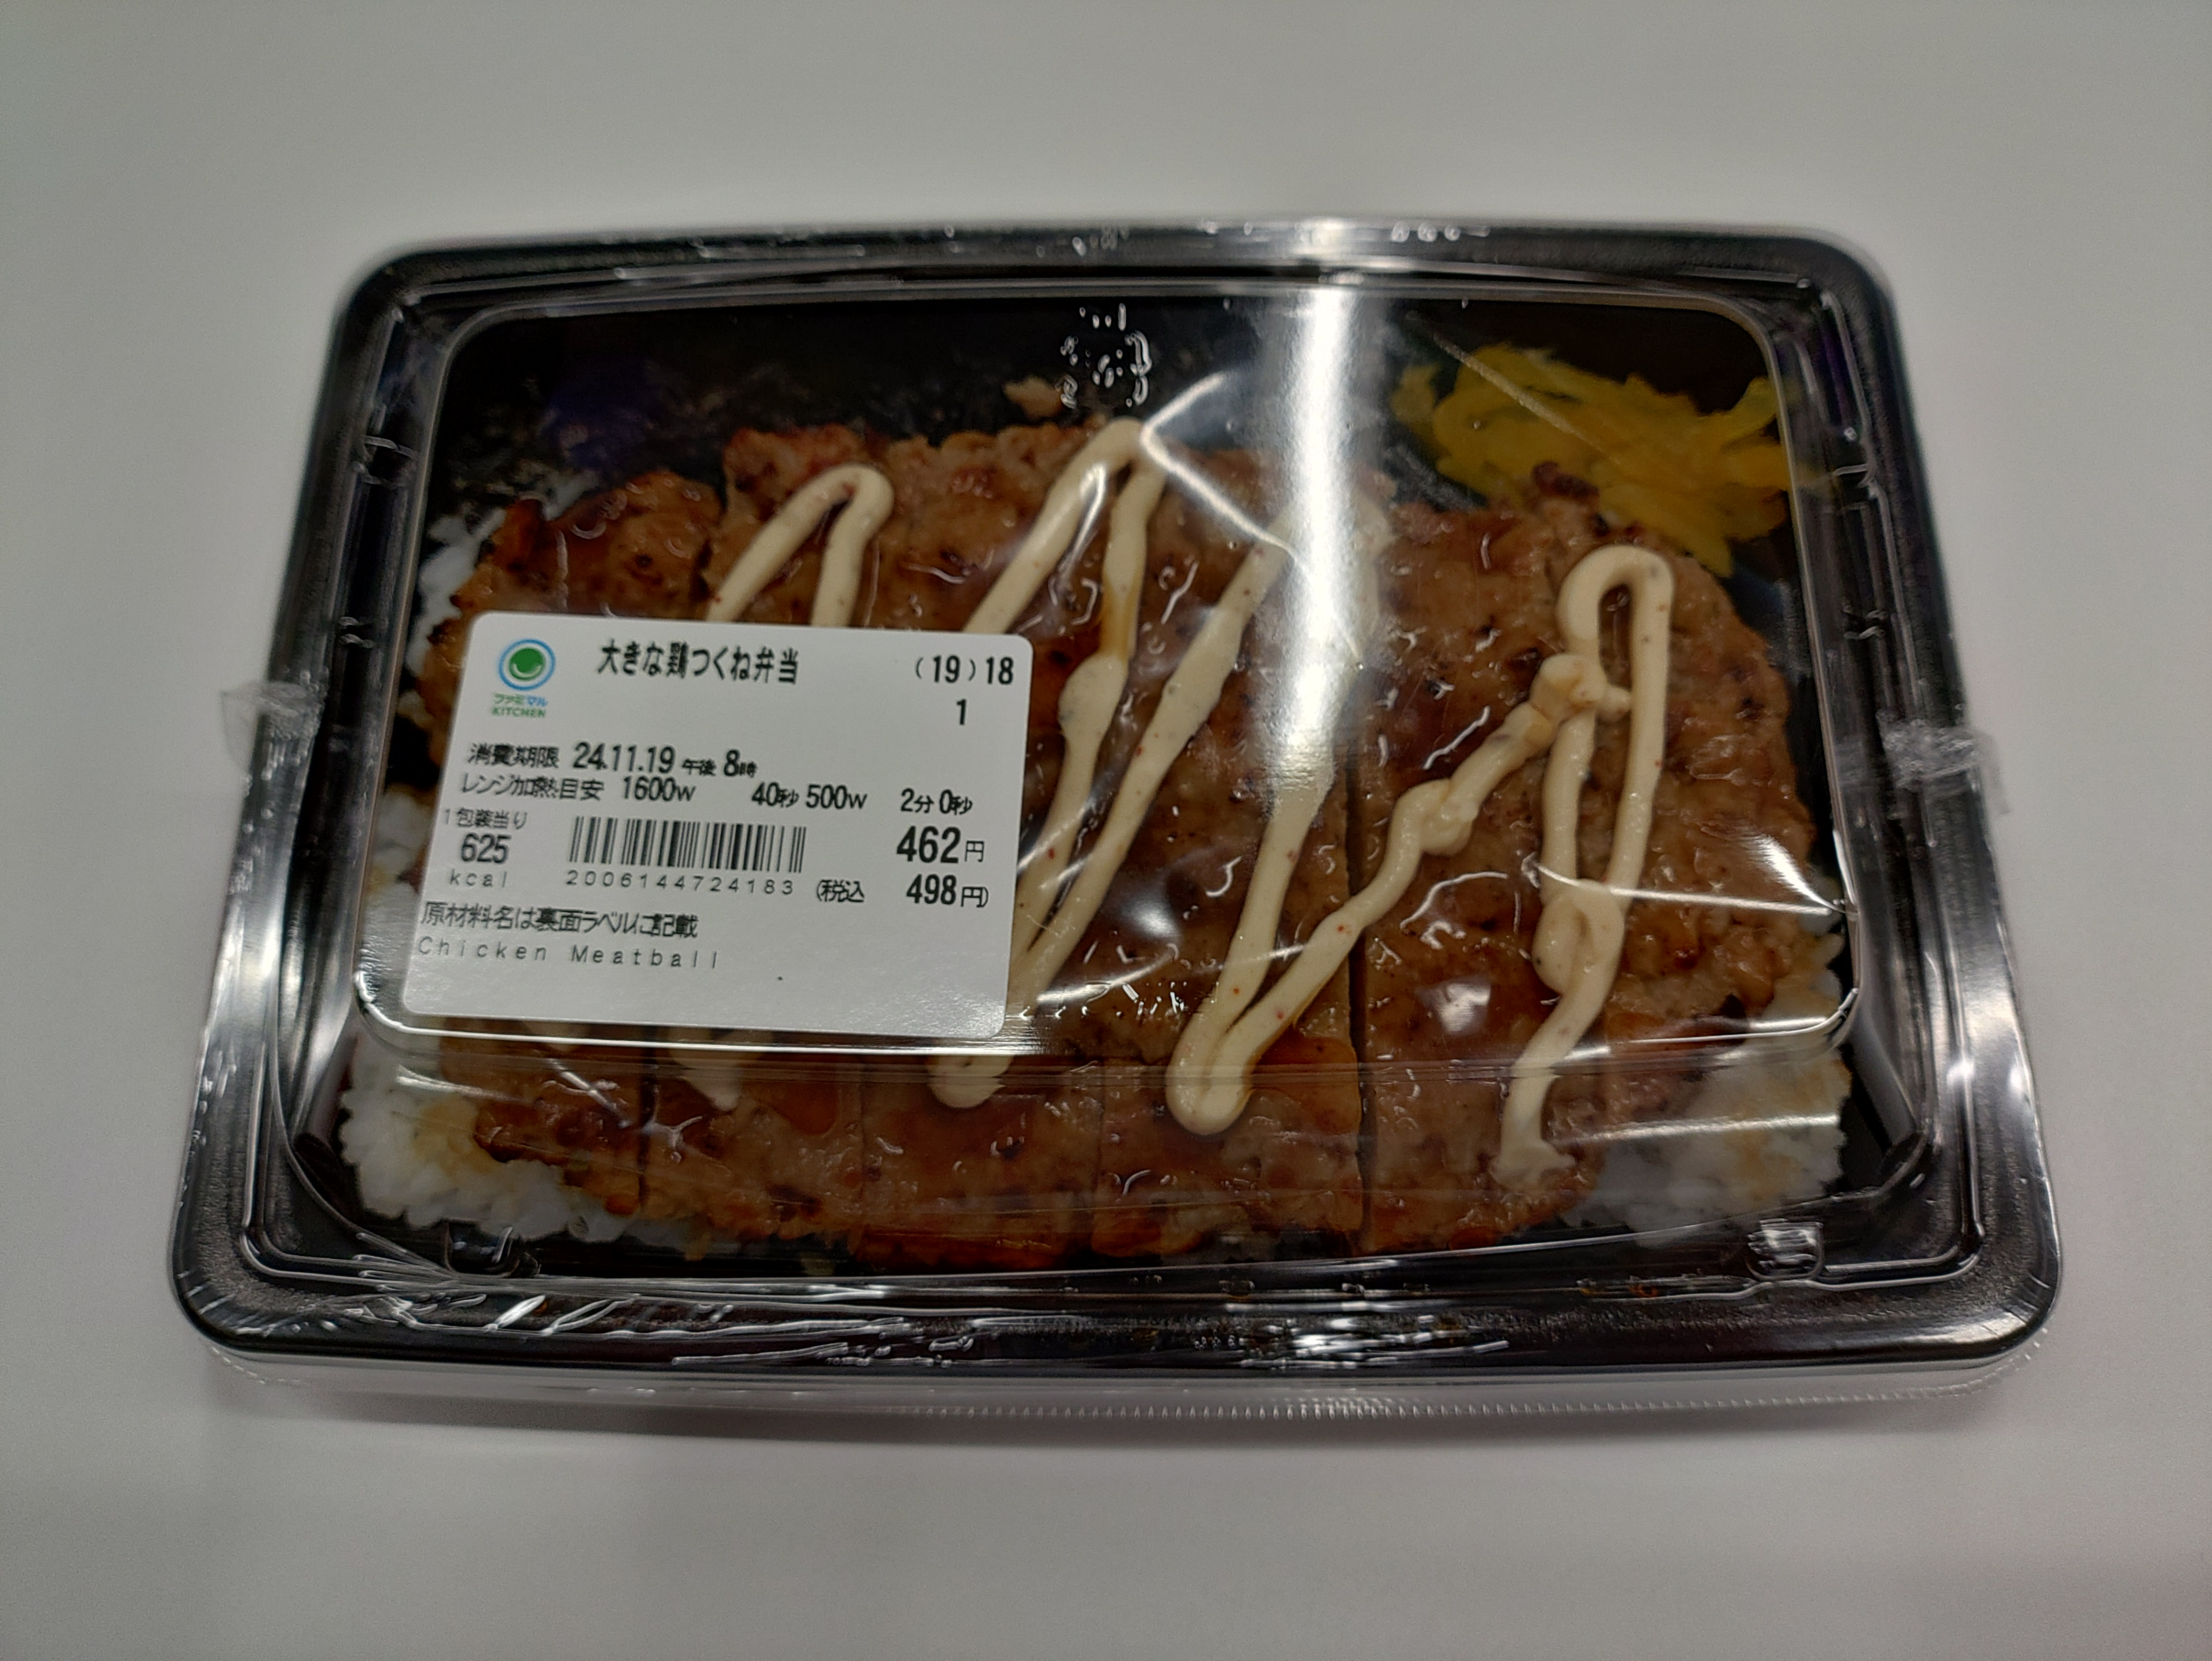 大きな鶏つくね弁当 (19)18
1
ファミマル
KITCHEN
消費期限 24.11.19 午後 8時
レンジ加熱目安 1600w 40秒 500w 2分0秒
1包装当り
625
kcal
462円
2006144724183 (税込 498円)
原材料名は裏面ラベルに記載
Chicken Meatball